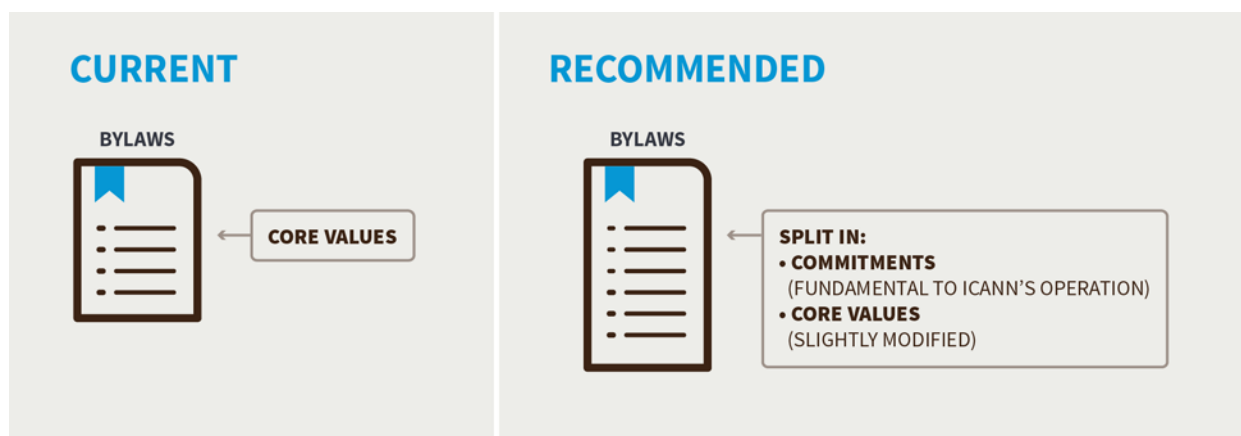 CURRENT
BYLAWS
CORE VALUES
RECOMMENDED
BYLAWS
SPLIT IN:
• COMMITMENTS
(FUNDAMENTAL TO ICANN’S OPERATION)
• CORE VALUES
(SLIGHTLY MODIFIED)